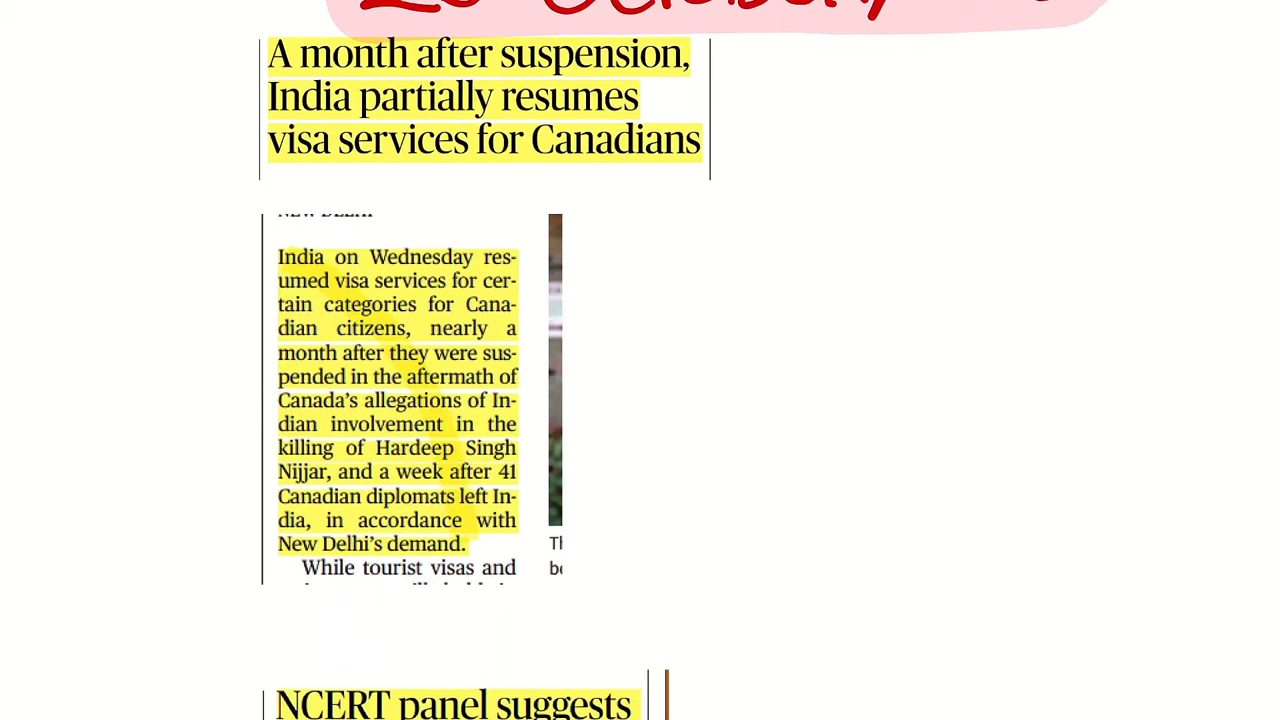 A month after suspension,
India partially resumes
visa services for Canadians
NEW DELHI
India on Wednesday res-
umed visa services for cer-
tain categories for Cana-
dian citizens, nearly a
month after they were sus-
pended in the aftermath of
Canada’s allegations of In-
dian involvement in the
killing of Hardeep Singh
Nijjar, and a week after 41
Canadian diplomats left In-
dia, in accordance with
New Delhi’s demand.
While tourist visas and
NCERT panel suggests